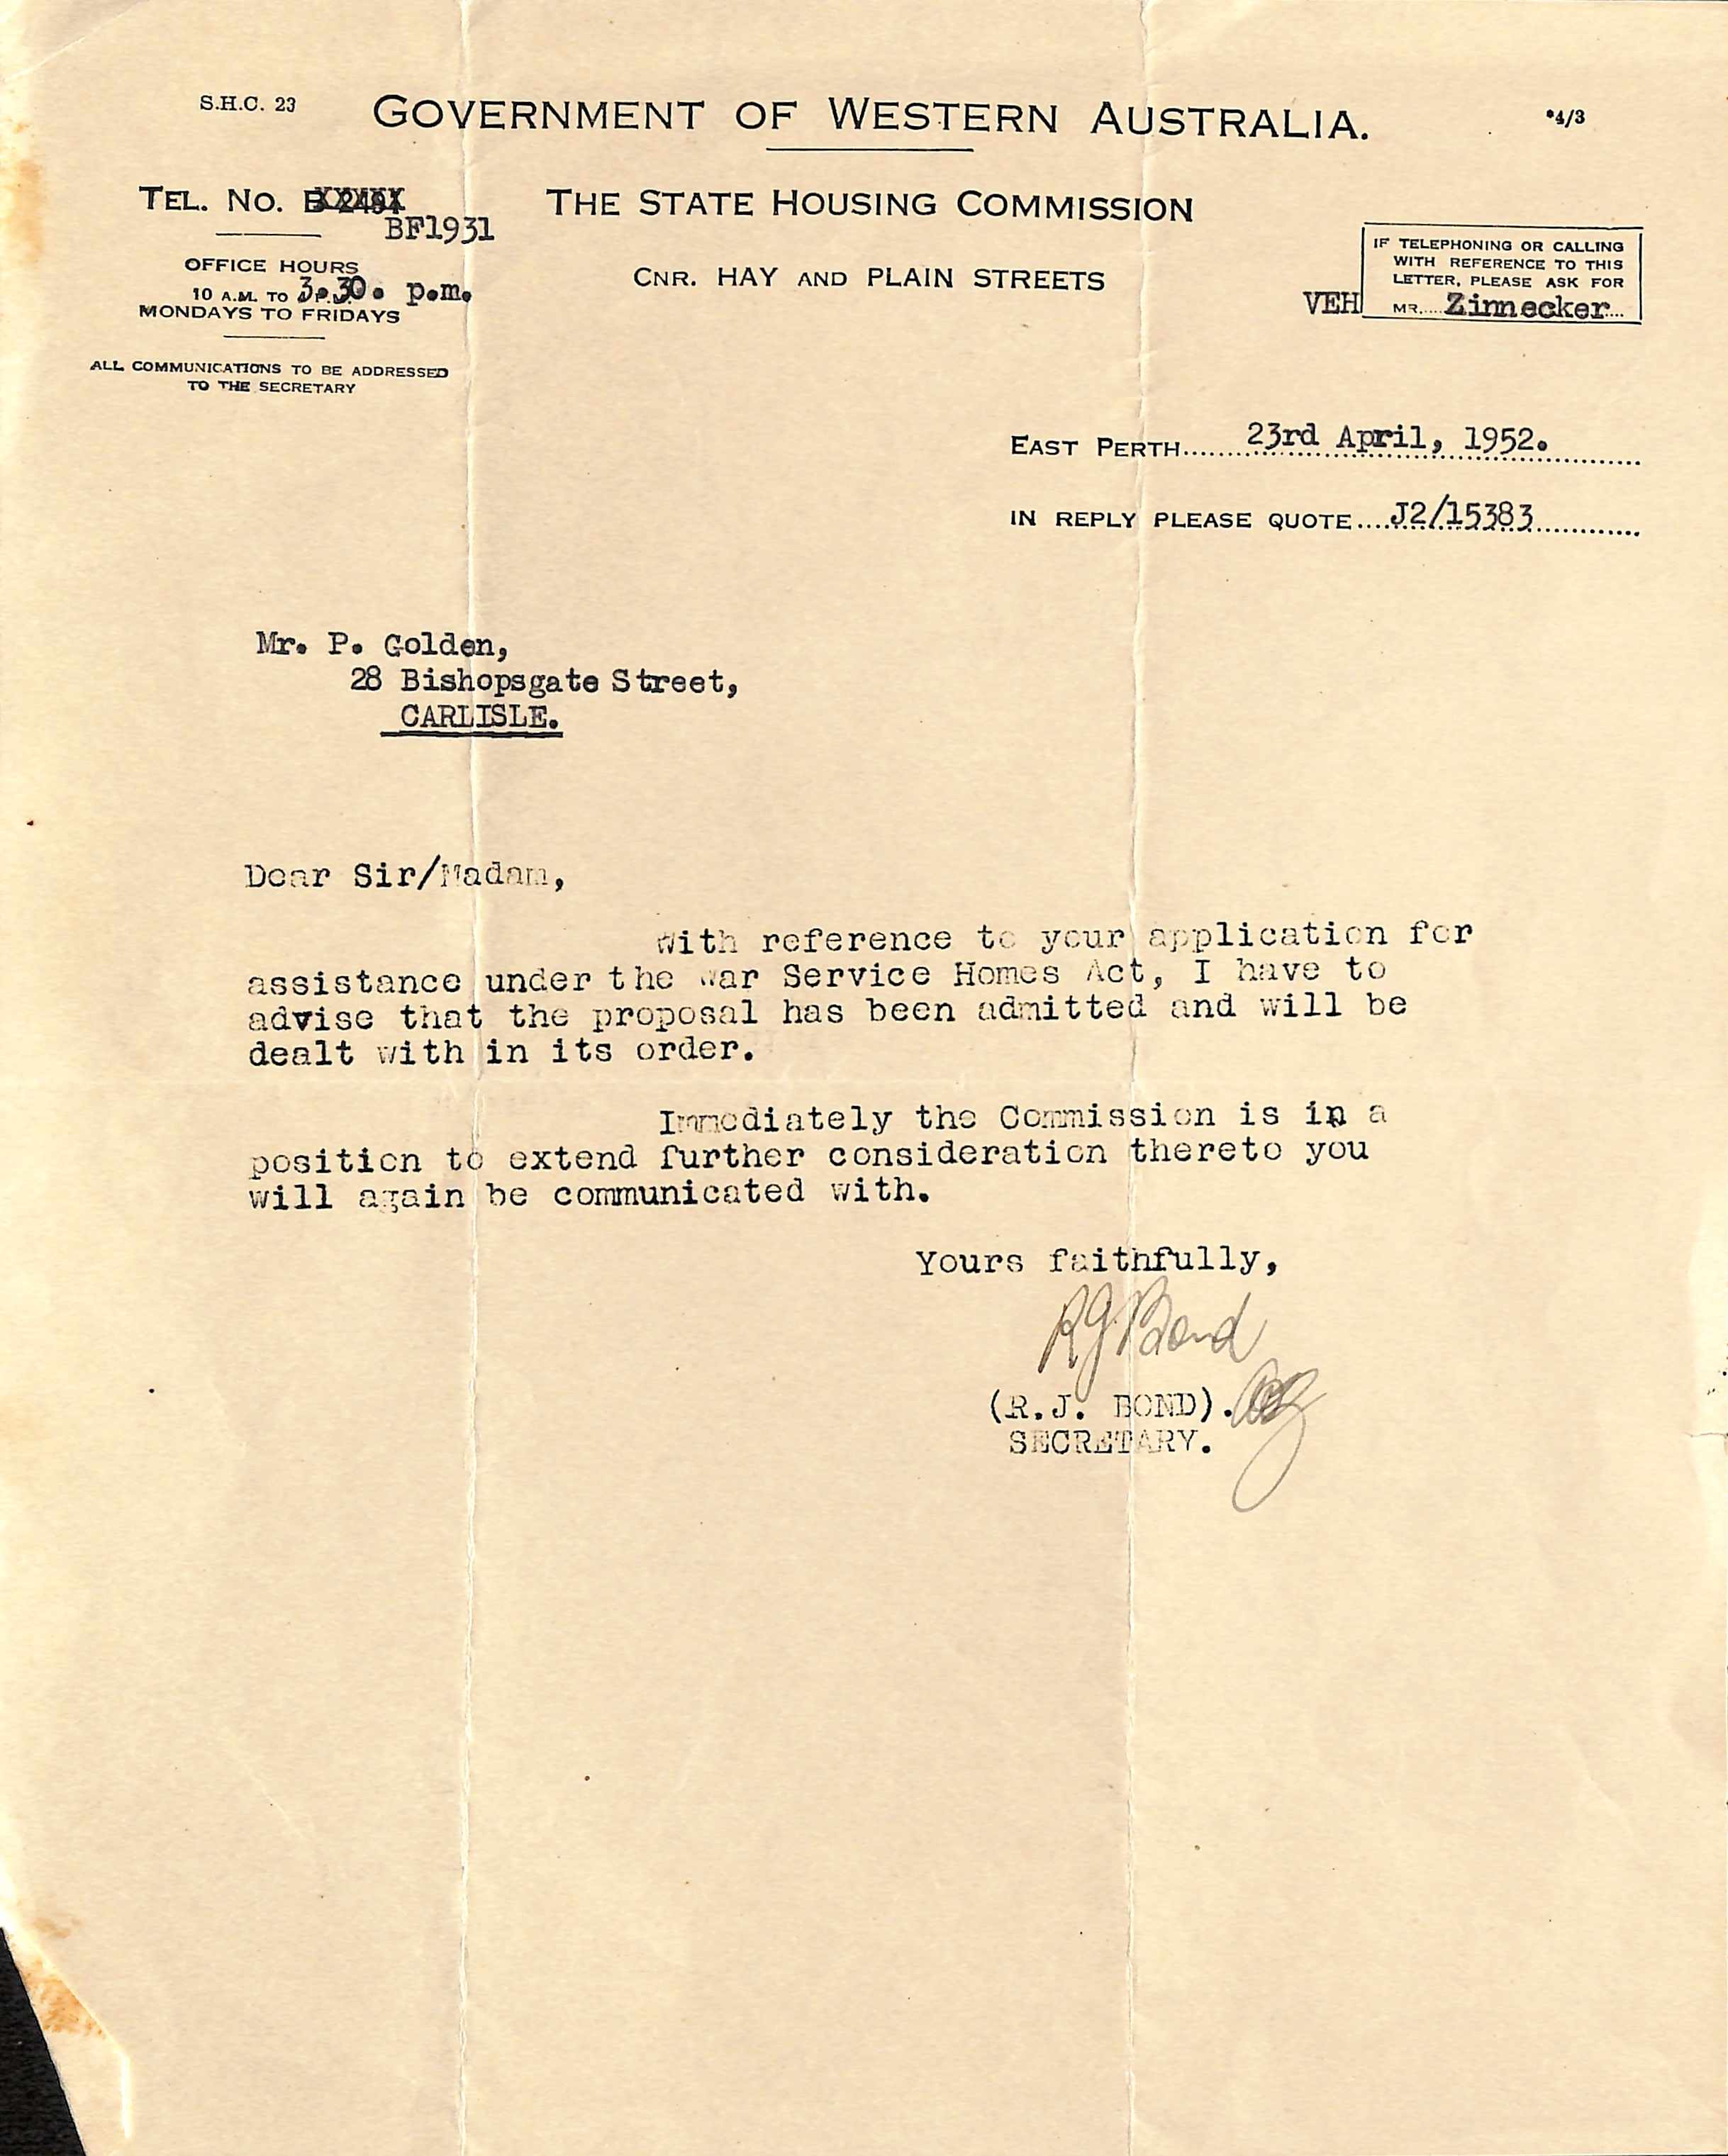 S.H.C. 23
GOVERNMENT OF WESTERN AUSTRALIA.
*4/3
TEL. NO.
BF1931
THE STATE HOUSING COMMISSION
OFFICE HOURS
10 A.M. TO 3.30. p.m.
MONDAYS TO FRIDAYS
CNR. HAY AND PLAIN STREETS
IF TELEPHONING OR CALLING
WITH REFERENCE TO THIS
LETTER, PLEASE ASK FOR
VEH MR. Zinnecker
ALL COMMUNICATIONS TO BE ADDRESSED
TO THE SECRETARY
EAST PERTH 23rd April, 1952.
IN REPLY PLEASE QUOTE J2/15383
Mr. P. Golden,
28 Bishopsgate Street,
CARLISLE.
Dear Sir/Madam,
With reference to your application for
assistance under the War Service Homes Act, I have to
advise that the proposal has been admitted and will be
dealt with in its order.
Immediately the Commission is in a
position to extend further consideration thereto you
will again be communicated with.
Yours faithfully,
RJ Bond
(R.J. BOND).
SECRETARY.